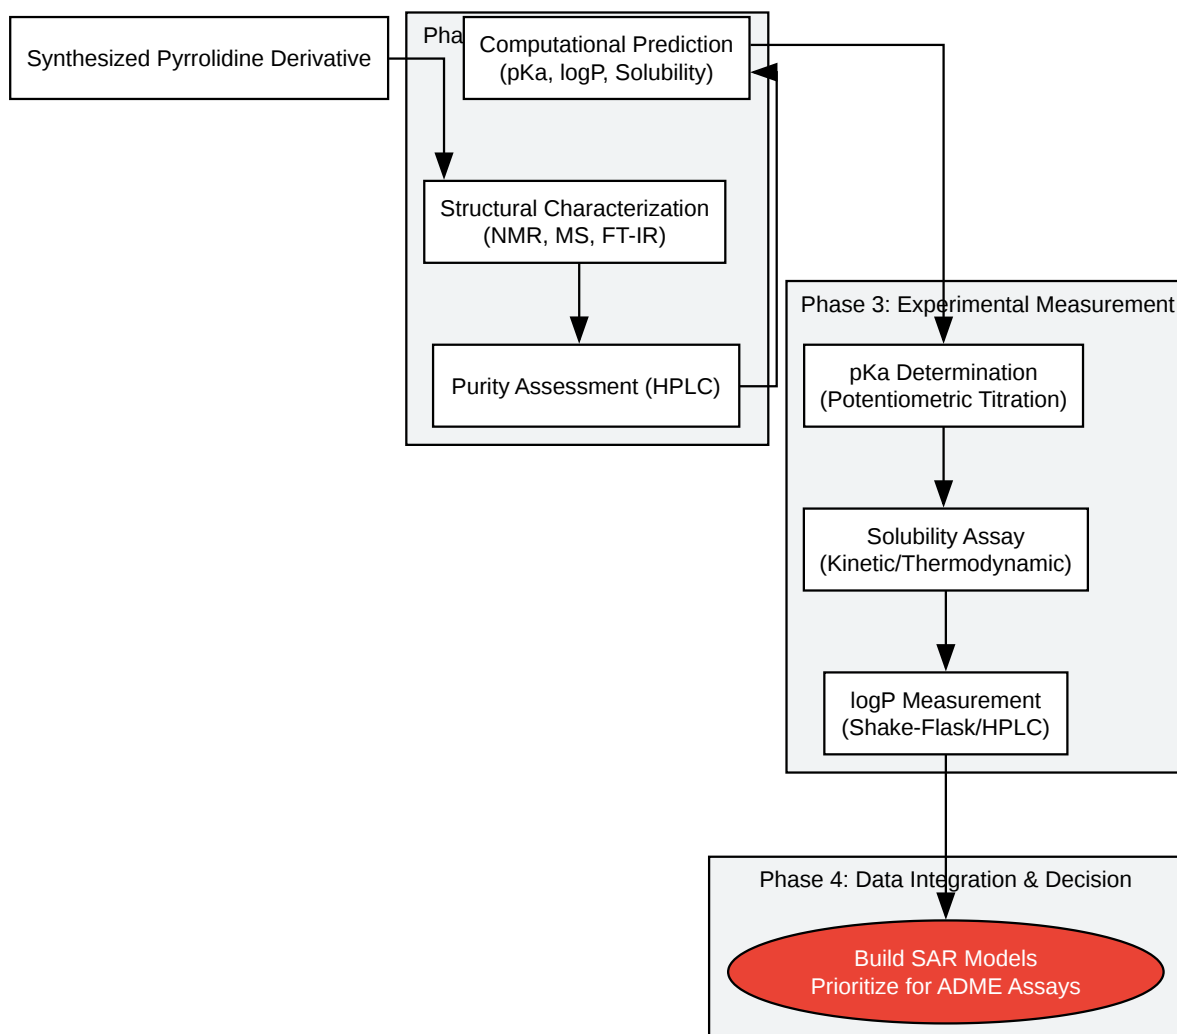 Synthesized Pyrrolidine Derivative
Computational Prediction
(pKa, logP, Solubility)
Structural Characterization
(NMR, MS, FT-IR)
Purity Assessment (HPLC)
Phase 3: Experimental Measurement
pKa Determination
(Potentiometric Titration)
Solubility Assay
(Kinetic/Thermodynamic)
logP Measurement
(Shake-Flask/HPLC)
Phase 4: Data Integration & Decision
Build SAR Models
Prioritize for ADME Assays